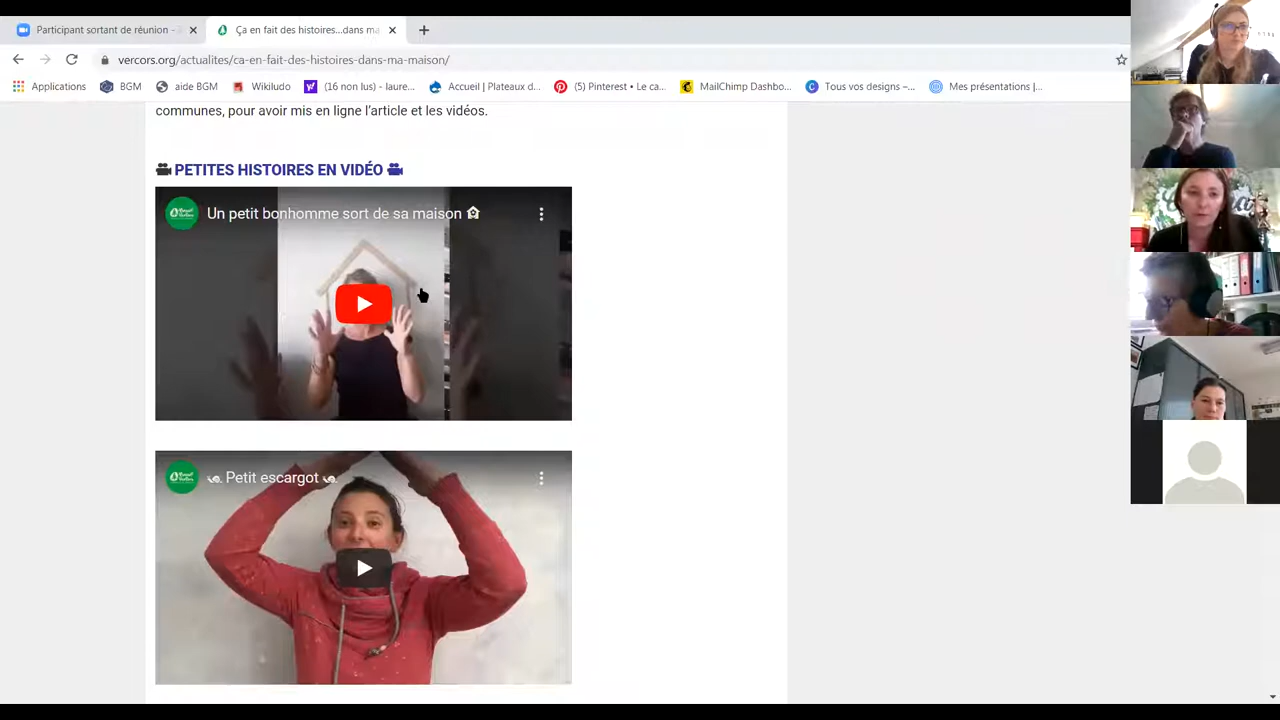 Participant sortant de réunion -
Ça en fait des histoires...dans ma
vercors.org/actualites/ca-en-fait-des-histoires-dans-ma-maison/
Applications
BGM
aide BGM
Wikiludo
(16 non lus) - laure...
Accueil | Plateaux d...
(5) Pinterest • Le ca...
MailChimp Dashbo...
Tous vos designs –...
Mes présentations |...
communes, pour avoir mis en ligne l'article et les vidéos.
PETITES HISTOIRES EN VIDÉO
Un petit bonhomme sort de sa maison
Petit escargot